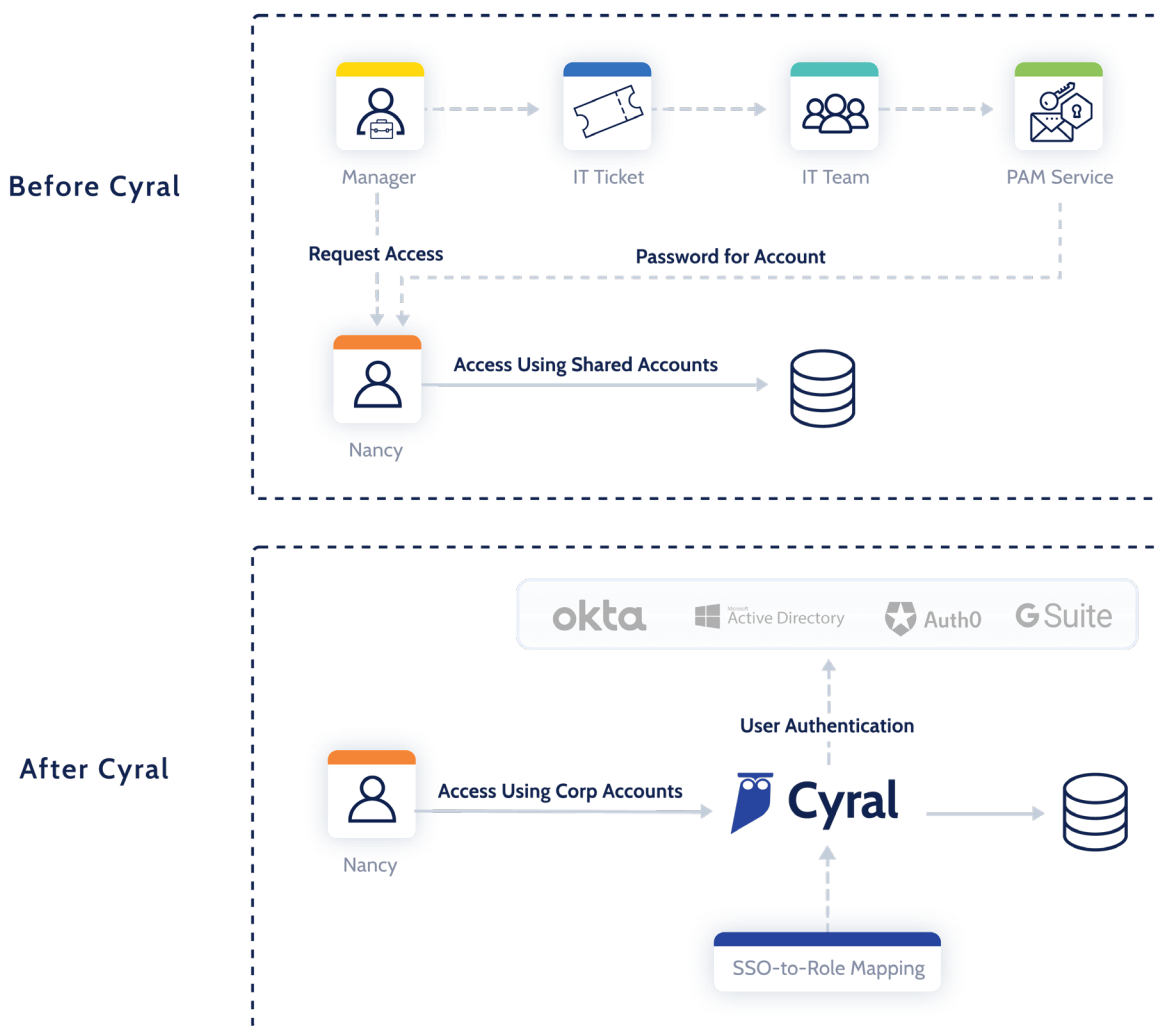 Before Cyral
Manager
IT Ticket
IT Team
PAM Service
Request Access
Password for Account
Access Using Shared Accounts
Nancy
After Cyral
okta
Microsoft
Active Directory
Auth0
G Suite
User Authentication
Access Using Corp Accounts
Cyral
Nancy
SSO-to-Role Mapping